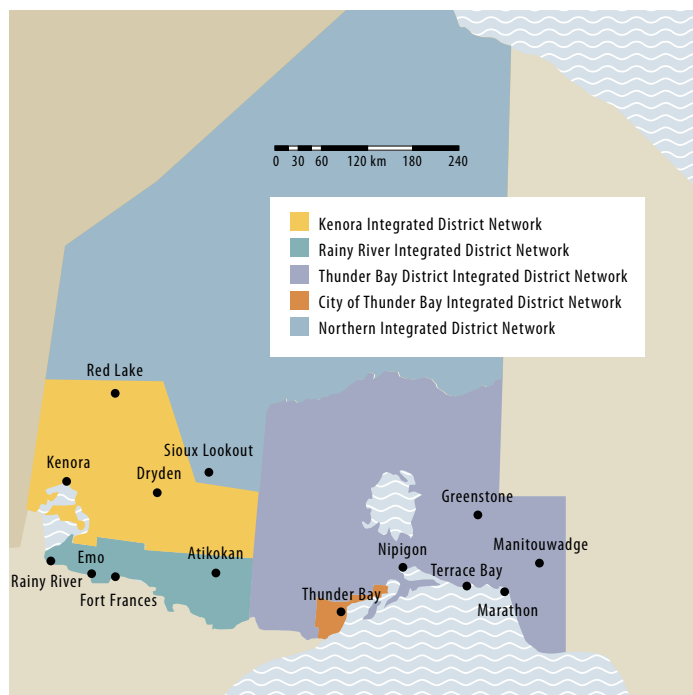 0 30 60 120 km 180 240
Kenora Integrated District Network
Rainy River Integrated District Network
Thunder Bay District Integrated District Network
City of Thunder Bay Integrated District Network
Northern Integrated District Network
Red Lake
Sioux Lookout
Kenora
Dryden
Greenstone
Manitouwadge
Emo
Atikokan
Nipigon
Rainy River
Terrace Bay
Fort Frances
Thunder Bay
Marathon